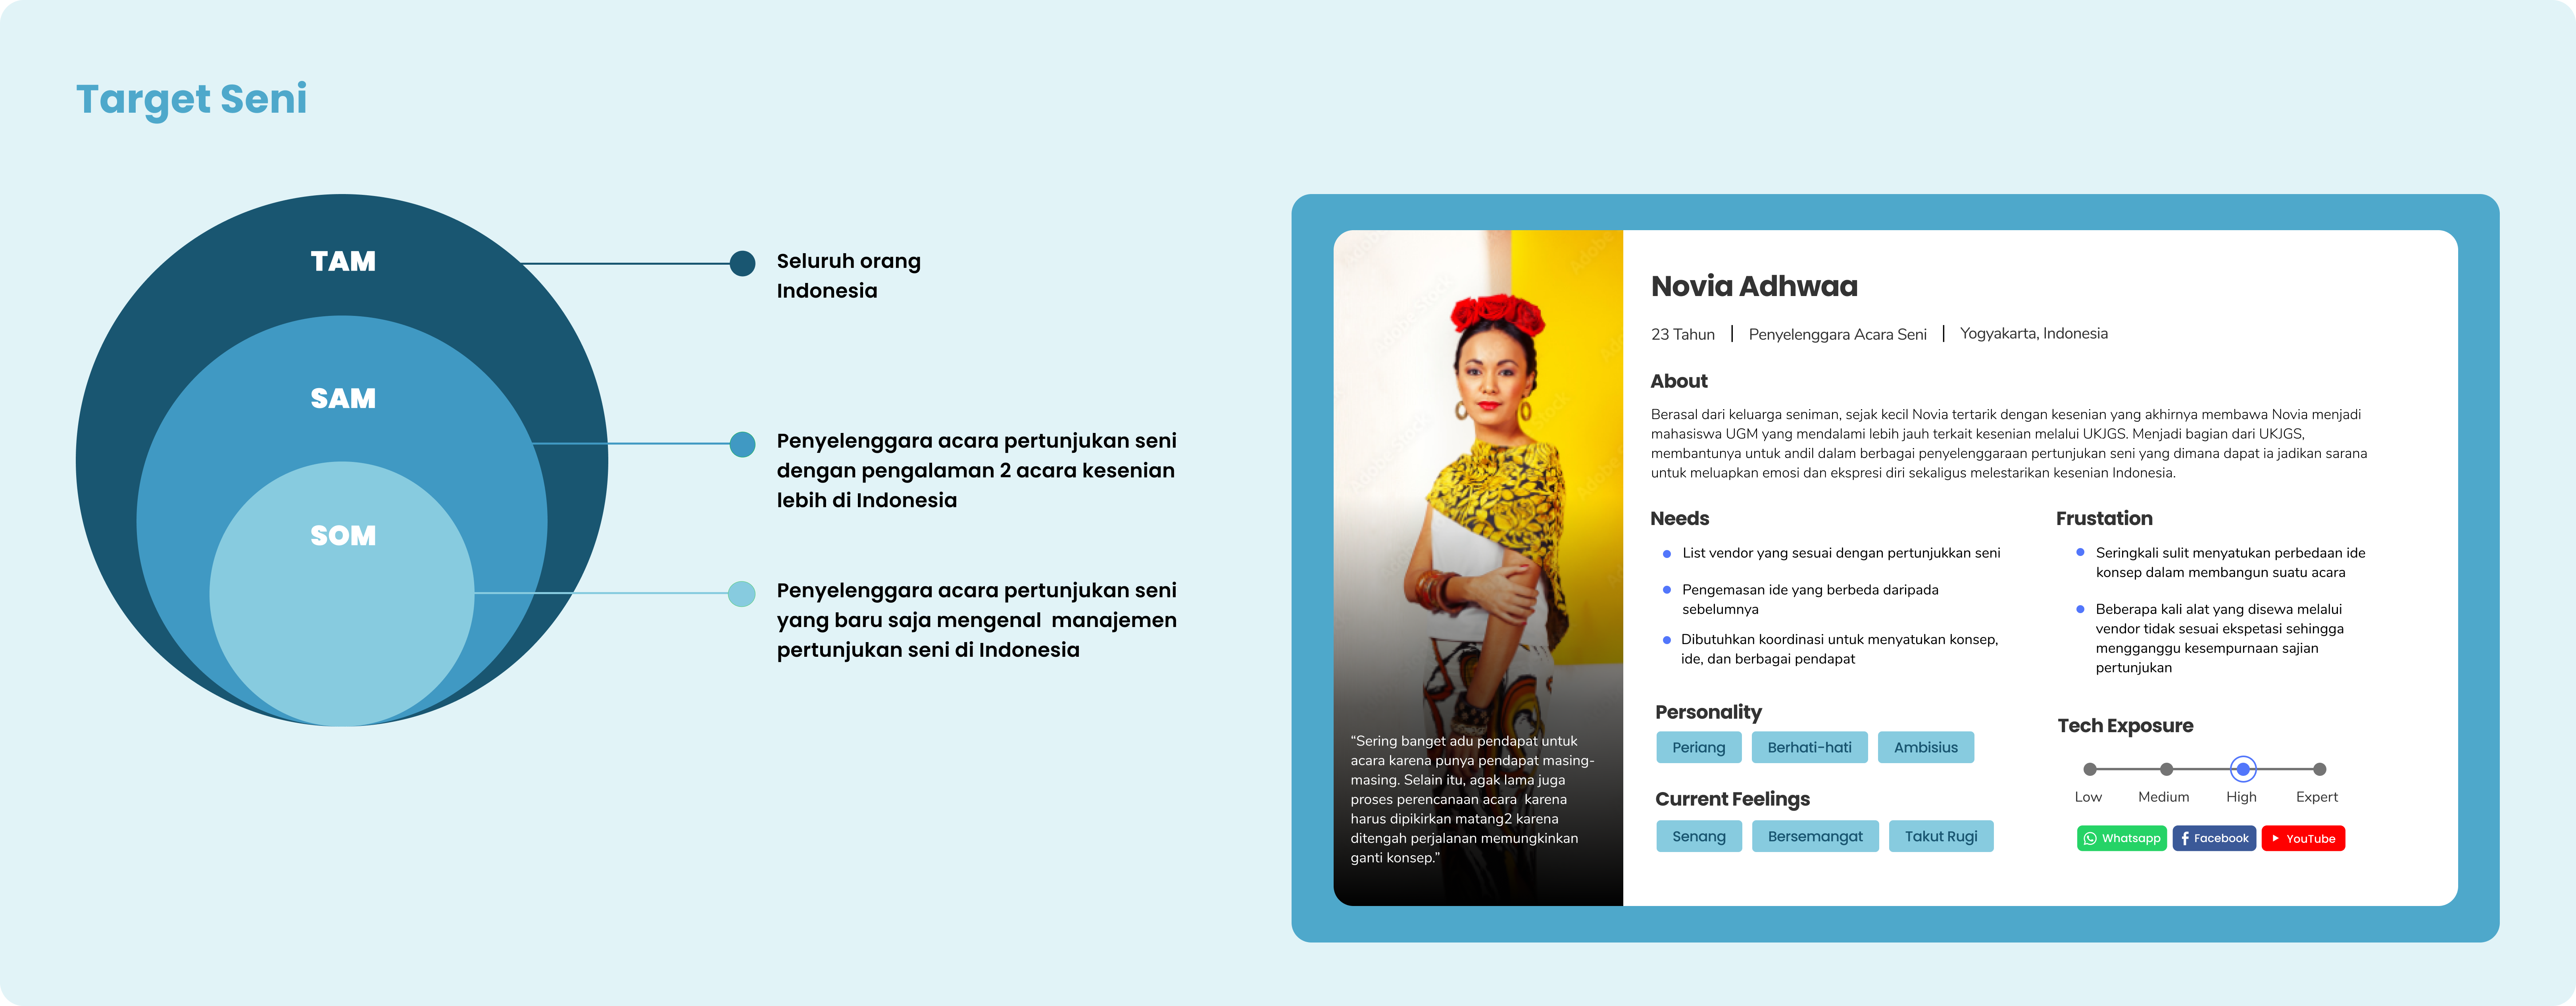 Target Seni
TAM
SAM
SOM
Seluruh orang
Indonesia
Penyelenggara acara pertunjukan seni
dengan pengalaman 2 acara kesenian
lebih di Indonesia
Penyelenggara acara pertunjukan seni
yang baru saja mengenal  manajemen
pertunjukan seni di Indonesia
“Sering banget adu pendapat untuk
acara karena punya pendapat masing-
masing. Selain itu, agak lama juga
proses perencanaan acara  karena
harus dipikirkan matang2 karena
ditengah perjalanan memungkinkan
ganti konsep.”
Novia Adhwaa
23 Tahun | Penyelenggara Acara Seni | Yogyakarta, Indonesia
About
Berasal dari keluarga seniman, sejak kecil Novia tertarik dengan kesenian yang akhirnya membawa Novia menjadi
mahasiswa UGM yang mendalami lebih jauh terkait kesenian melalui UKJGS. Menjadi bagian dari UKJGS,
membantunya untuk andil dalam berbagai penyelenggaraan pertunjukan seni yang dimana dapat ia jadikan sarana
untuk meluapkan emosi dan ekspresi diri sekaligus melestarikan kesenian Indonesia.
Needs
List vendor yang sesuai dengan pertunjukkan seni
Pengemasan ide yang berbeda daripada
sebelumnya
Dibutuhkan koordinasi untuk menyatukan konsep,
ide, dan berbagai pendapat
Frustation
Seringkali sulit menyatukan perbedaan ide
konsep dalam membangun suatu acara
Beberapa kali alat yang disewa melalui
vendor tidak sesuai ekspetasi sehingga
mengganggu kesempurnaan sajian
pertunjukan
Personality
Periang Berhati-hati Ambisius
Current Feelings
Senang Bersemangat Takut Rugi
Tech Exposure
Low Medium High Expert
Whatsapp Facebook YouTube